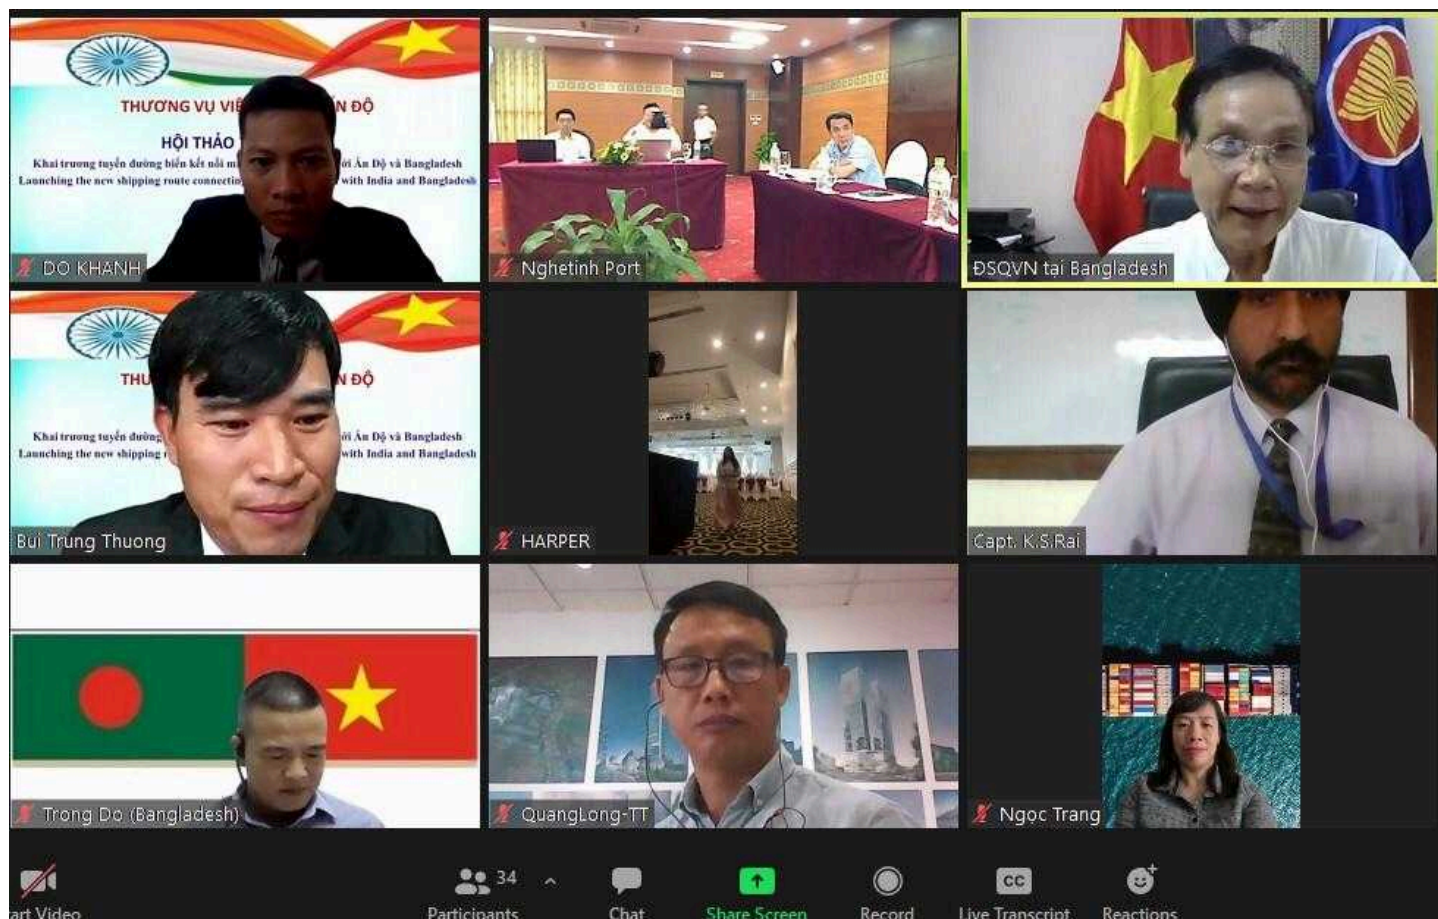 THƯƠNG VỤ VIỆ ẤN ĐỘ
HỘI THẢO
Khai trương tuyến đường biển kết nối m ới Ấn Độ và Bangladesh
Launching the new shipping route connectin with India and Bangladesh
DO KHANH
Nghetinh Port
ĐSQVN tại Bangladesh
THƯ N ĐỘ
Khai trương tuyến đường ới Ấn Độ và Bangladesh
Launching the new shipping with India and Bangladesh
Bui Trung Thuong
HARPER
Capt. K.S.Rai
Trong Do (Bangladesh)
QuangLong-TT
Ngọc Trang
34
art Video
Participants
Chat
Share Screen
CC
Record
Live Transcript
Reactions